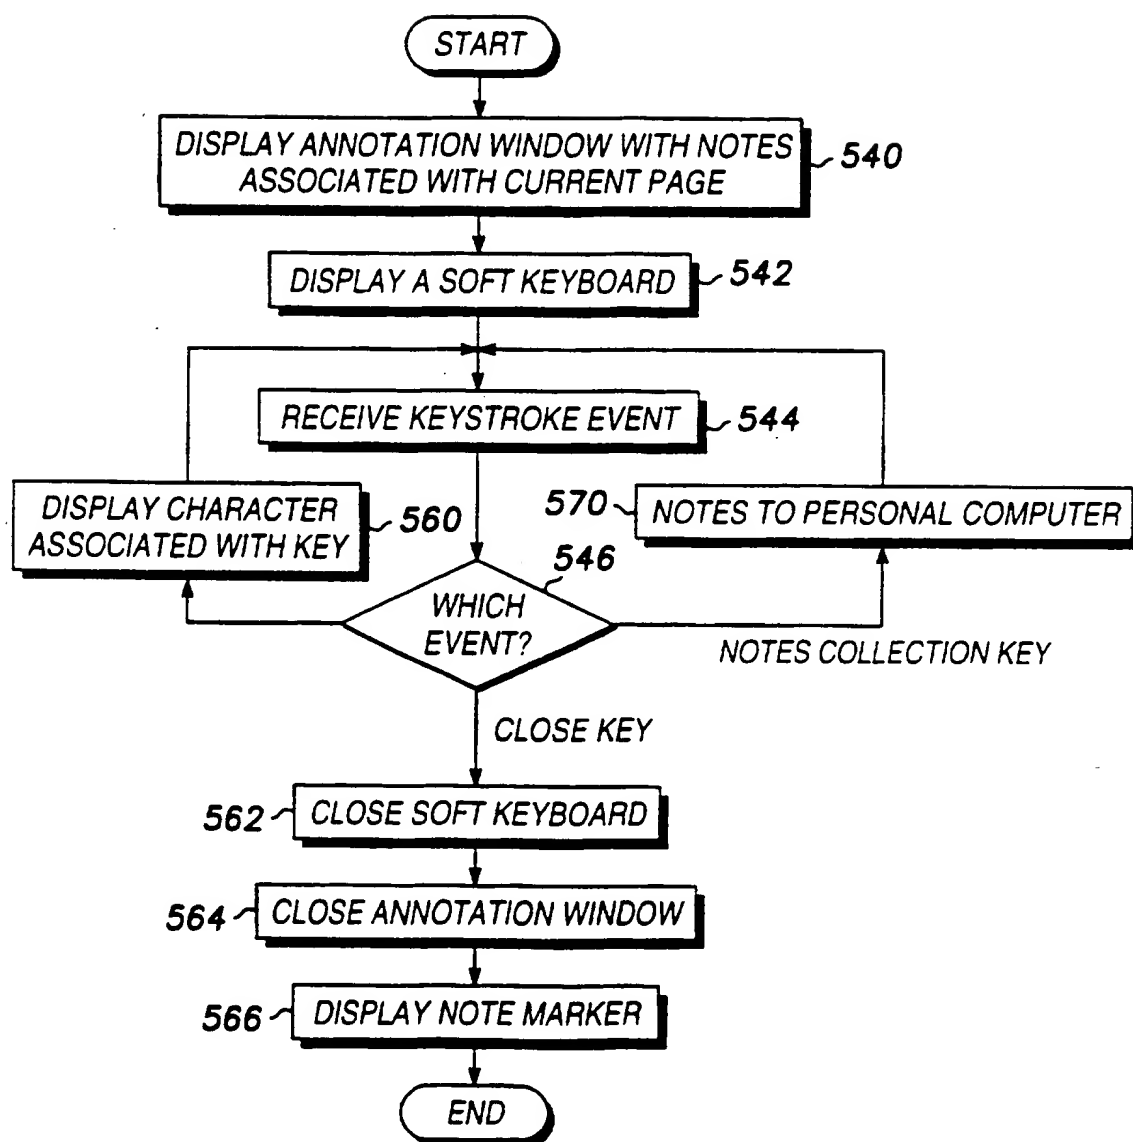 START
DISPLAY ANNOTATION WINDOW WITH NOTES
ASSOCIATED WITH CURRENT PAGE
540
DISPLAY A SOFT KEYBOARD
542
RECEIVE KEYSTROKE EVENT
544
DISPLAY CHARACTER
ASSOCIATED WITH KEY
560
570
NOTES TO PERSONAL COMPUTER
546
WHICH
EVENT?
NOTES COLLECTION KEY
CLOSE KEY
562
CLOSE SOFT KEYBOARD
564
CLOSE ANNOTATION WINDOW
566
DISPLAY NOTE MARKER
END